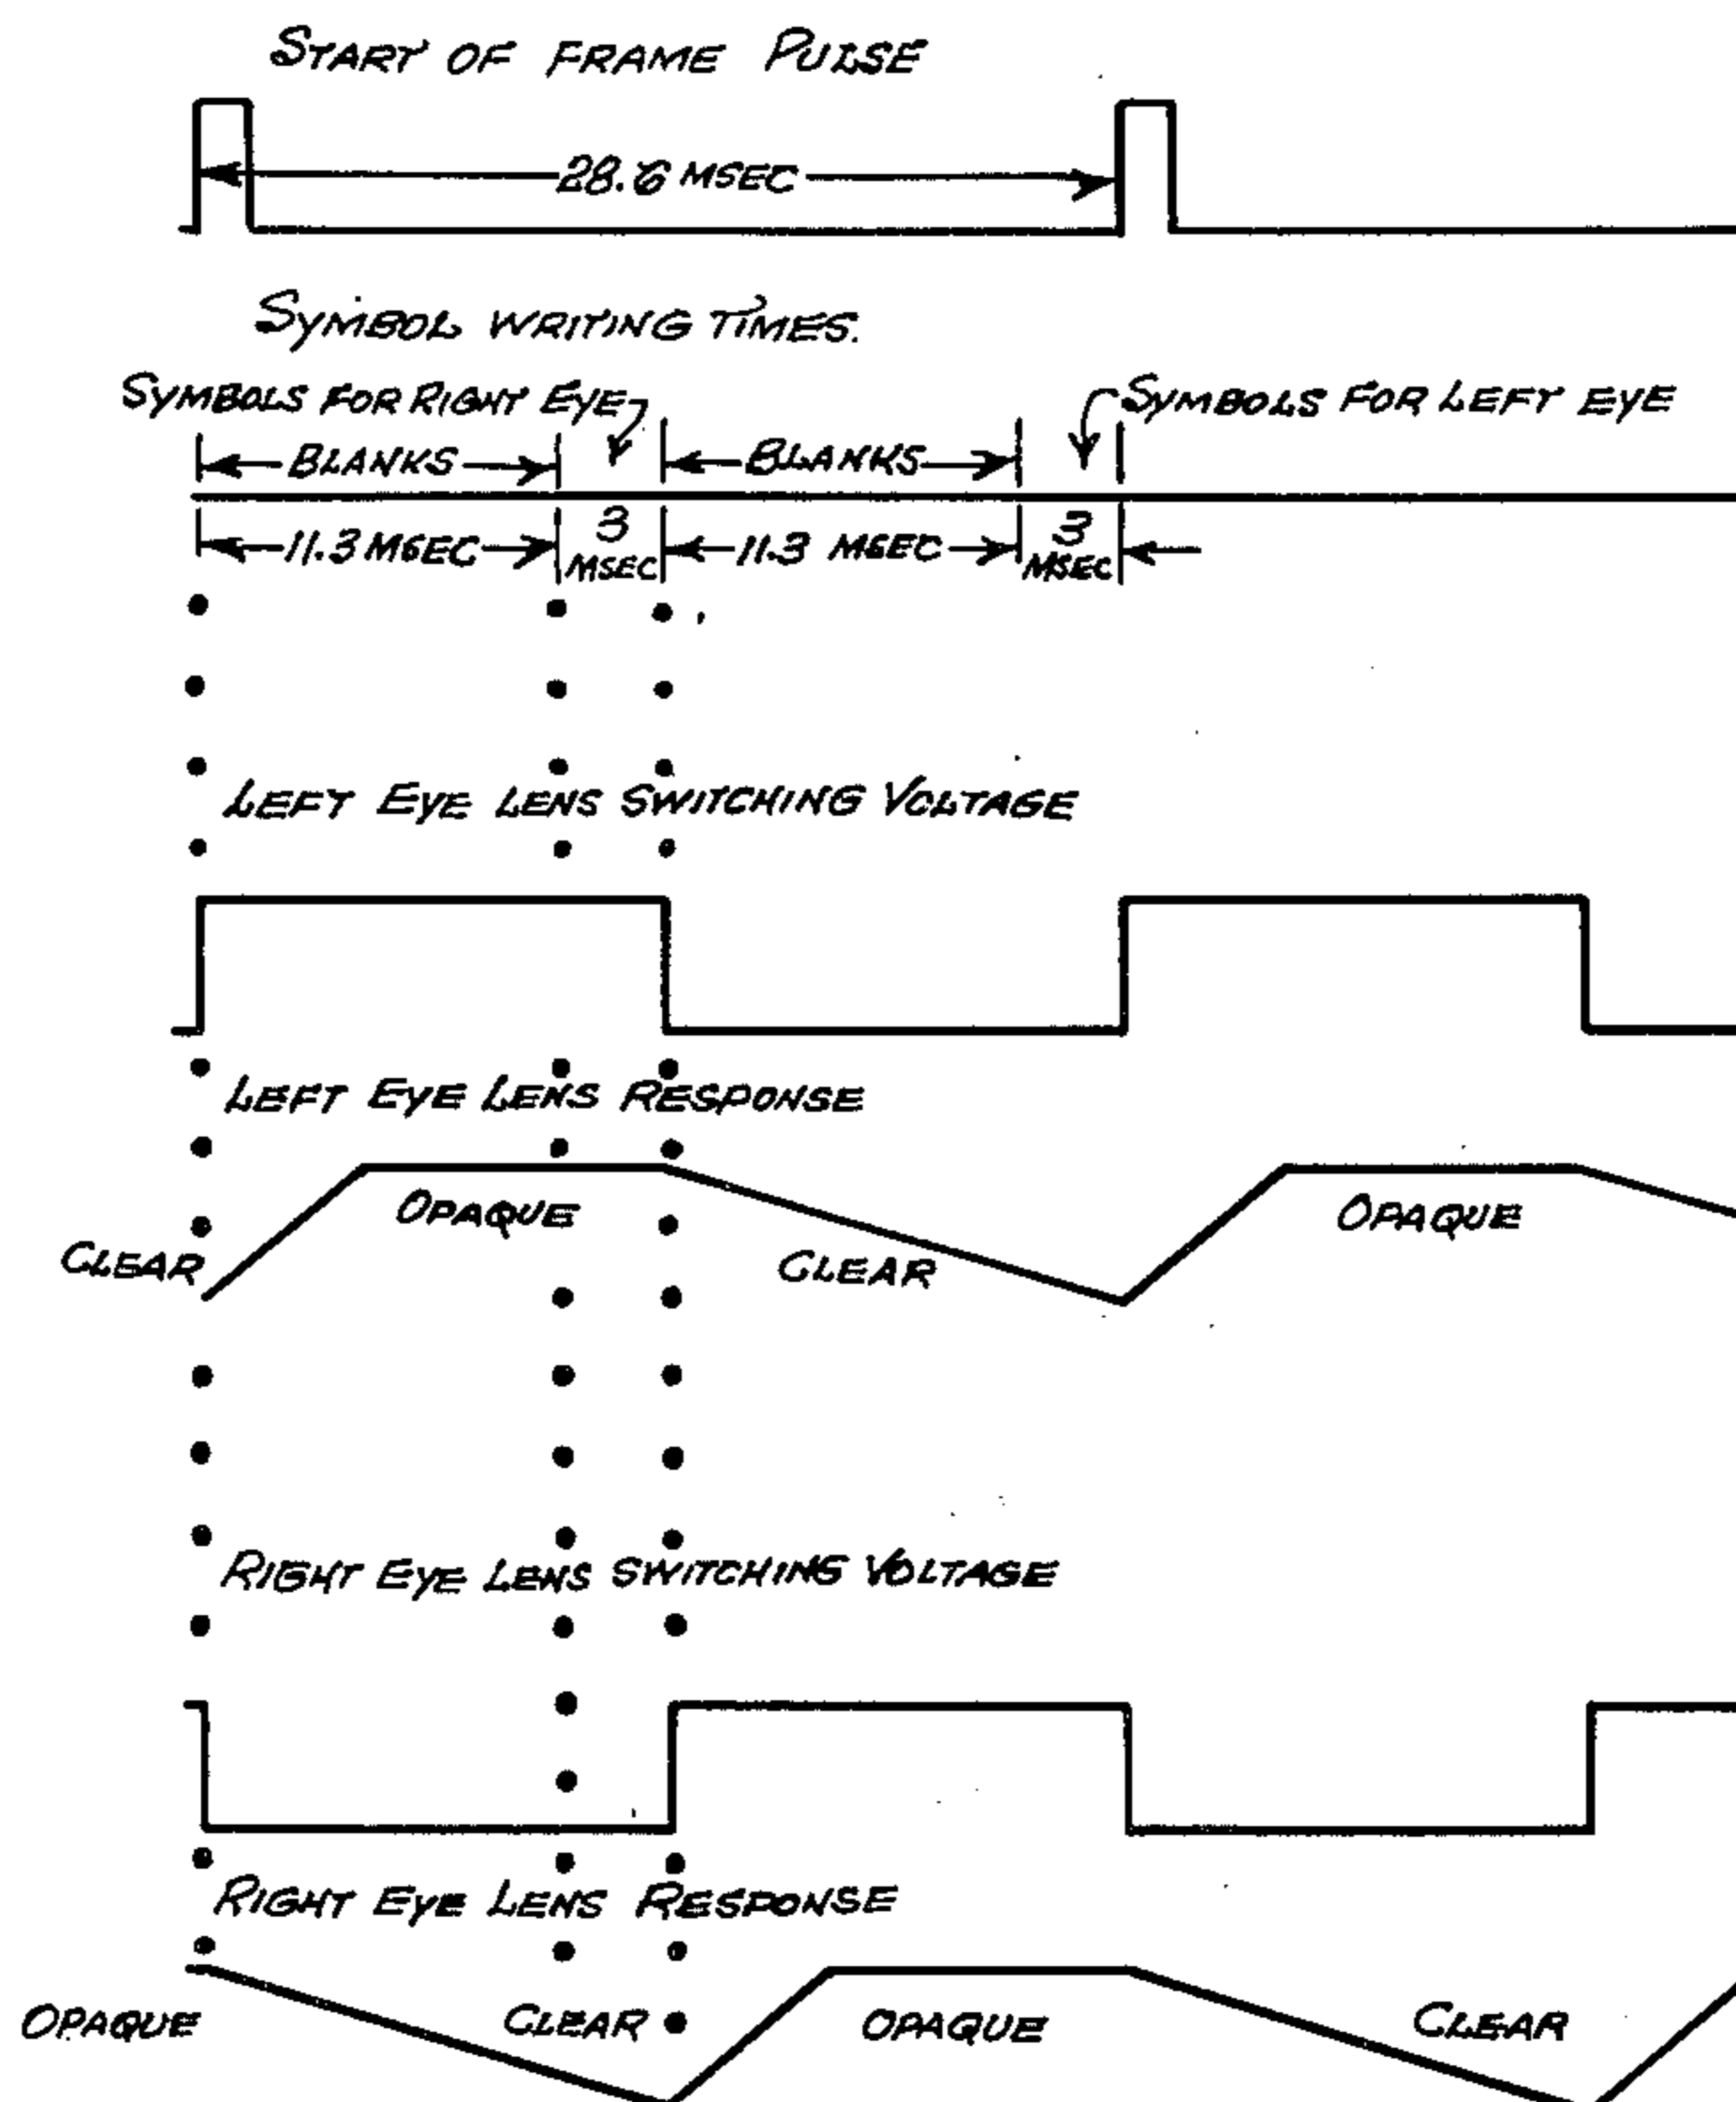 START OF FRAME PULSE
28.6 MSEC
SYMBOL WRITING TIMES.
SYMBOLS FOR RIGHT EYE
SYMBOLS FOR LEFT EYE
BLANKS
BLANKS
11.3 MSEC
3
MSEC
11.3 MSEC
3
MSEC
LEFT EYE LENS SWITCHING VOLTAGE
LEFT EYE LENS RESPONSE
OPAQUE
OPAQUE
CLEAR
CLEAR
RIGHT EYE LENS SWITCHING VOLTAGE
RIGHT EYE LENS RESPONSE
OPAQUE
CLEAR
OPAQUE
CLEAR